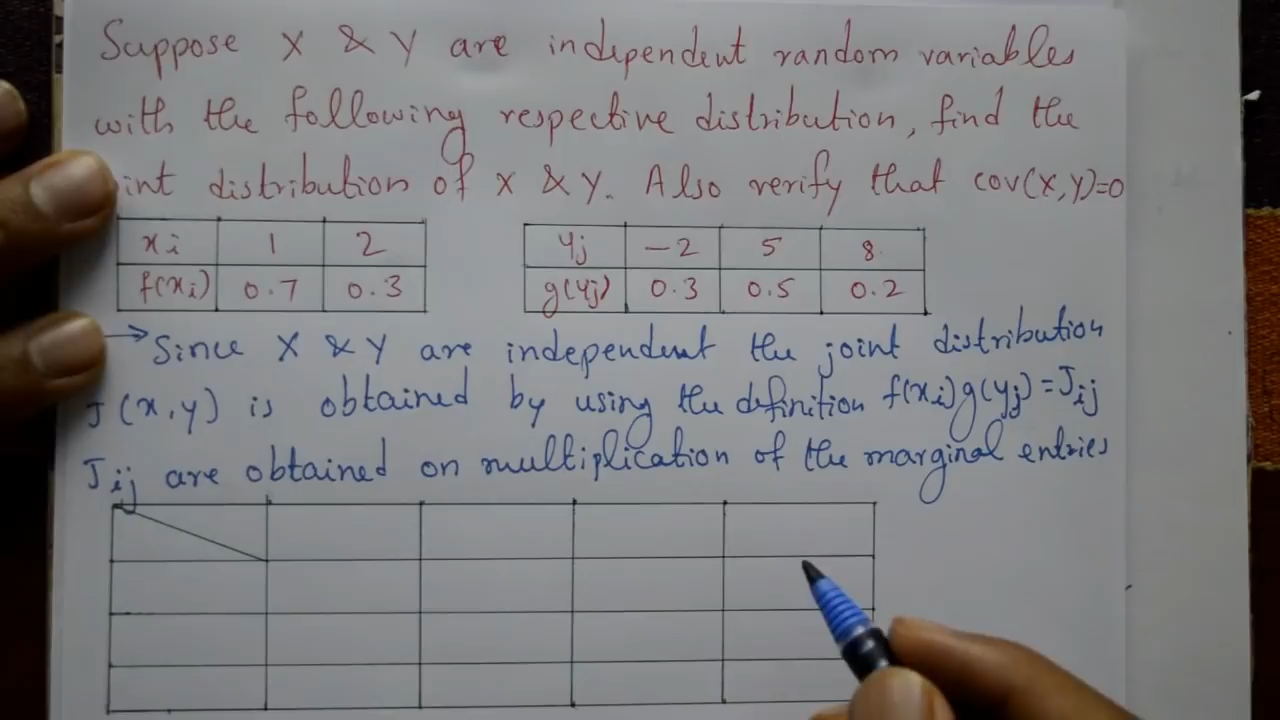 Suppose X & Y are independent random variables
with the following respective distribution, find the
int distribution of X & Y. Also verify that cov(X,Y)=0
xi 1 2
f(xi) 0.7 0.3
yj -2 5 8
g(yj) 0.3 0.5 0.2
→ Since X & Y are independent the joint distribution
J(x,y) is obtained by using the definition f(xi)g(yj)=Jij
Jij are obtained on multiplication of the marginal entries